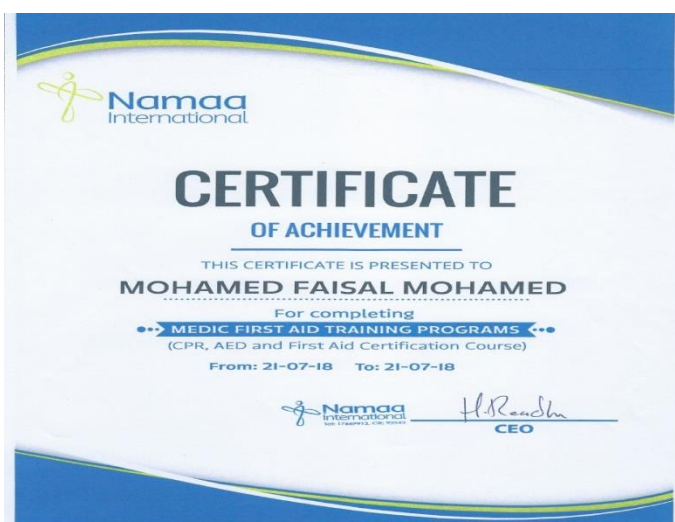 Namaa
International
CERTIFICATE
OF ACHIEVEMENT
THIS CERTIFICATE IS PRESENTED TO
MOHAMED FAISAL MOHAMED
For completing
MEDIC FIRST AID TRAINING PROGRAMS
(CPR, AED and First Aid Certification Course)
From: 21-07-18 To: 21-07-18
Namaa
International
CEO